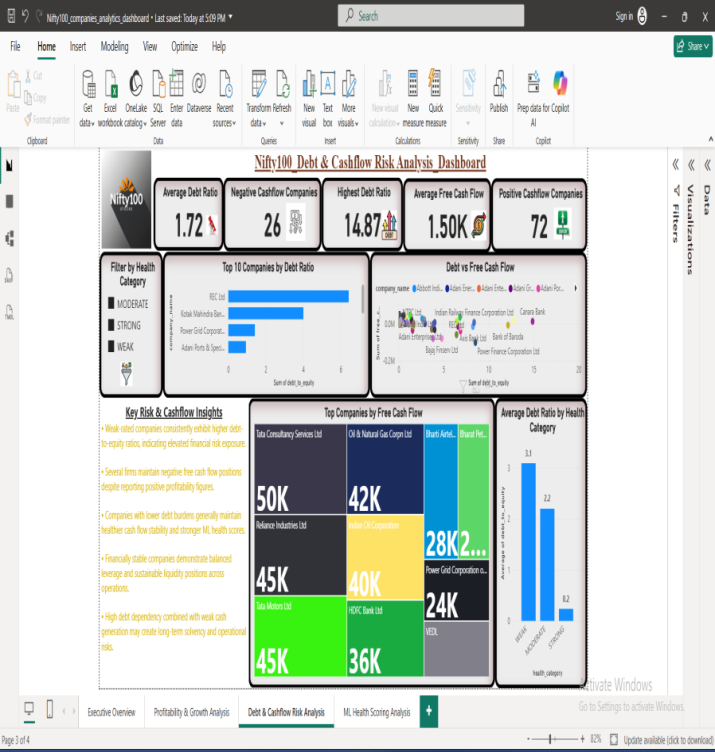 Nifty100_companies_analytics_dashboard • Last saved: Today at 5:09 PM
Search
Sign in
File Home Insert Modeling View Optimize Help
Share
Paste
Cut
Copy
Format painter
Get data
Excel workbook
OneLake catalog
SQL Server
Enter data
Dataverse
Recent sources
Transform data
Refresh
New visual
Text box
More visuals
New visual calculation
New measure
Quick measure
Sensitivity
Publish
Prep data for AI
Copilot
Clipboard Data Queries Insert Calculations Sensitivity Share Copilot
Nifty100_Debt & Cashflow Risk Analysis_Dashboard
Nifty100
Average Debt Ratio
1.72
Negative Cashflow Companies
26
Highest Debt Ratio
14.87
DEBT
Average Free Cash Flow
1.50K
Positive Cashflow Companies
72
Filters
Visualizations
Data
Filter by Health Category
MODERATE
STRONG
WEAK
Top 10 Companies by Debt Ratio
company_name
REC Ltd
Kotak Mahindra Ban...
Power Grid Corporat...
Adani Ports & Speci...
0 2 4 6
Sum of debt_to_equity
Debt vs Free Cash Flow
company_name Abbott Indi... Adani Ener... Adani Ente... Adani Gr... Adani Por...
Sum of free_c...
0.0M
-0.2M
Indian Railway Finance Corporation Ltd
Canara Bank
Adani Enterprises Ltd
Axis Bank Ltd
Bank of Baroda
Bajaj Finserv Ltd
Power Finance Corporation Ltd
0 5 10 15 20
Sum of debt_to_equity
Key Risk & Cashflow Insights
• Weak-rated companies consistently exhibit higher debt-
to-equity ratios, indicating elevated financial risk exposure.
• Several firms maintain negative free cash flow positions
despite reporting positive profitability figures.
• Companies with lower debt burdens generally maintain
healthier cash flow stability and stronger ML health scores.
• Financially stable companies demonstrate balanced
leverage and sustainable liquidity positions across
operations.
• High debt dependency combined with weak cash
generation may create long-term solvency and operational
risks.
Top Companies by Free Cash Flow
Tata Consultancy Services Ltd
50K
Reliance Industries Ltd
45K
Tata Motors Ltd
45K
Oil & Natural Gas Corpn Ltd
42K
Indian Oil Corporation
40K
HDFC Bank Ltd
36K
Bharti Airtel...
28K
Bharat Pet...
2...
Power Grid Corporation o...
24K
VEDL
Average Debt Ratio by Health
Category
Average of debt_to_equity
3
2
1
0
3.1
2.2
0.2
WEAK
MODERATE
STRONG
health_category
Activate Windows
Go to Settings to activate Windows.
Executive Overview
Profitability & Growth Analysis
Debt & Cashflow Risk Analysis
ML Health Scoring Analysis
+
Page 3 of 4
- + 82%
Update available (click to download)